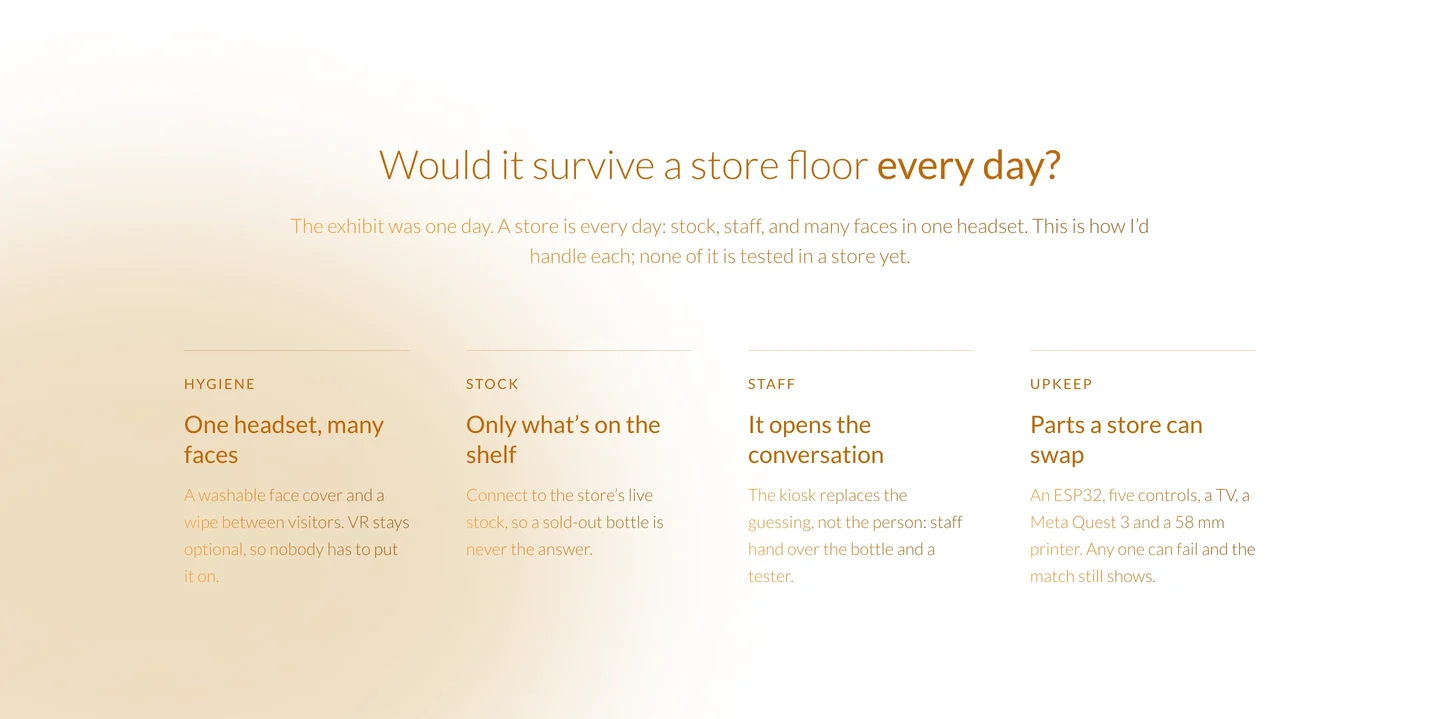 Would it survive a store floor every day?
The exhibit was one day. A store is every day: stock, staff, and many faces in one headset. This is how I’d
handle each; none of it is tested in a store yet.
HYGIENE
One headset, many
faces
A washable face cover and a
wipe between visitors. VR stays
optional, so nobody has to put
it on.
STOCK
Only what’s on the
shelf
Connect to the store’s live
stock, so a sold-out bottle is
never the answer.
STAFF
It opens the
conversation
The kiosk replaces the
guessing, not the person: staff
hand over the bottle and a
tester.
UPKEEP
Parts a store can
swap
An ESP32, five controls, a TV, a
Meta Quest 3 and a 58 mm
printer. Any one can fail and the
match still shows.